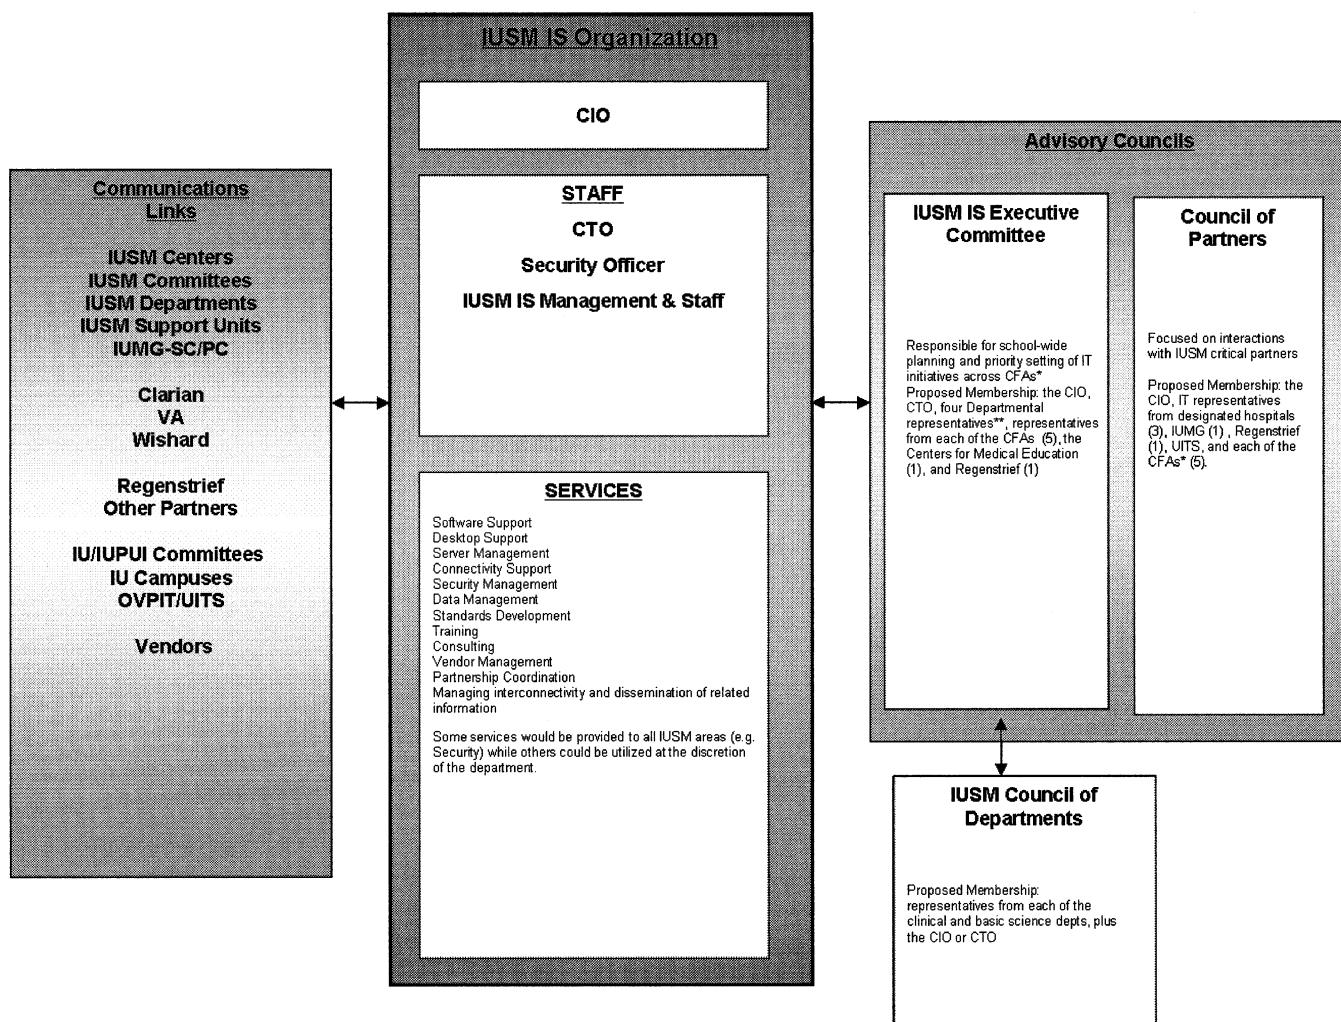 IUSM IS Organization
CIO
STAFF
CTO
Security Officer
IUSM IS Management & Staff
SERVICES
Software Support
Desktop Support
Server Management
Connectivity Support
Security Management
Data Management
Standards Development
Training
Consulting
Vendor Management
Partnership Coordination
Managing interconnectivity and dissemination of related
information
Some services would be provided to all IUSM areas (e.g.
Security) while others could be utilized at the discretion
of the department.
Communications
Links
IUSM Centers
IUSM Committees
IUSM Departments
IUSM Support Units
IUMG-SC/PC
Clarian
VA
Wishard
Regenstrief
Other Partners
IU/IUPUI Committees
IU Campuses
OVPIT/UITS
Vendors
Advisory Councils
IUSM IS Executive
Committee
Responsible for school-wide
planning and priority setting of IT
initiatives across CFAs*
Proposed Membership: the CIO,
CTO, four Departmental
representatives**, representatives
from each of the CFAs (5), the
Centers for Medical Education
(1), and Regenstrief (1)
Council of
Partners
Focused on interactions
with IUSM critical partners
Proposed Membership: the
CIO, IT representatives
from designated hospitals
(3), IUMG (1) , Regenstrief
(1), UITS, and each of the
CFAs* (5).
IUSM Council of
Departments
Proposed Membership:
representatives from each of the
clinical and basic science depts, plus
the CIO or CTO